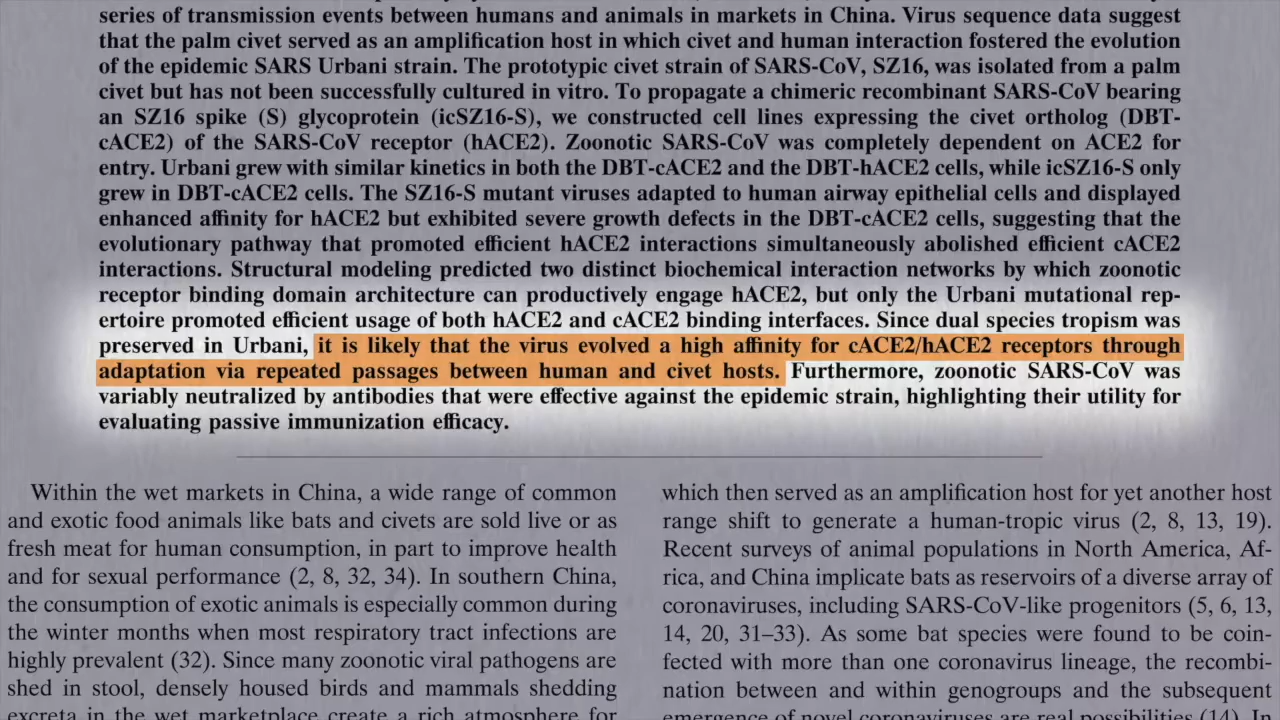 series of transmission events between humans and animals in markets in China. Virus sequence data suggest
that the palm civet served as an amplification host in which civet and human interaction fostered the evolution
of the epidemic SARS Urbani strain. The prototypic civet strain of SARS-CoV, SZ16, was isolated from a palm
civet but has not been successfully cultured in vitro. To propagate a chimeric recombinant SARS-CoV bearing
an SZ16 spike (S) glycoprotein (icSZ16-S), we constructed cell lines expressing the civet ortholog (DBT-
cACE2) of the SARS-CoV receptor (hACE2). Zoonotic SARS-CoV was completely dependent on ACE2 for
entry. Urbani grew with similar kinetics in both the DBT-cACE2 and the DBT-hACE2 cells, while icSZ16-S only
grew in DBT-cACE2 cells. The SZ16-S mutant viruses adapted to human airway epithelial cells and displayed
enhanced affinity for hACE2 but exhibited severe growth defects in the DBT-cACE2 cells, suggesting that the
evolutionary pathway that promoted efficient hACE2 interactions simultaneously abolished efficient cACE2
interactions. Structural modeling predicted two distinct biochemical interaction networks by which zoonotic
receptor binding domain architecture can productively engage hACE2, but only the Urbani mutational rep-
ertoire promoted efficient usage of both hACE2 and cACE2 binding interfaces. Since dual species tropism was
preserved in Urbani, it is likely that the virus evolved a high affinity for cACE2/hACE2 receptors through
adaptation via repeated passages between human and civet hosts. Furthermore, zoonotic SARS-CoV was
variably neutralized by antibodies that were effective against the epidemic strain, highlighting their utility for
evaluating passive immunization efficacy.
Within the wet markets in China, a wide range of common
and exotic food animals like bats and civets are sold live or as
fresh meat for human consumption, in part to improve health
and for sexual performance (2, 8, 32, 34). In southern China,
the consumption of exotic animals is especially common during
the winter months when most respiratory tract infections are
highly prevalent (32). Since many zoonotic viral pathogens are
shed in stool, densely housed birds and mammals shedding
excreta in the wet marketplace create a rich atmosphere for
which then served as an amplification host for yet another host
range shift to generate a human-tropic virus (2, 8, 13, 19).
Recent surveys of animal populations in North America, Af-
rica, and China implicate bats as reservoirs of a diverse array of
coronaviruses, including SARS-CoV-like progenitors (5, 6, 13,
14, 20, 31–33). As some bat species were found to be coin-
fected with more than one coronavirus lineage, the recombi-
nation between and within genogroups and the subsequent
emergence of novel coronaviruses are real possibilities (14). In